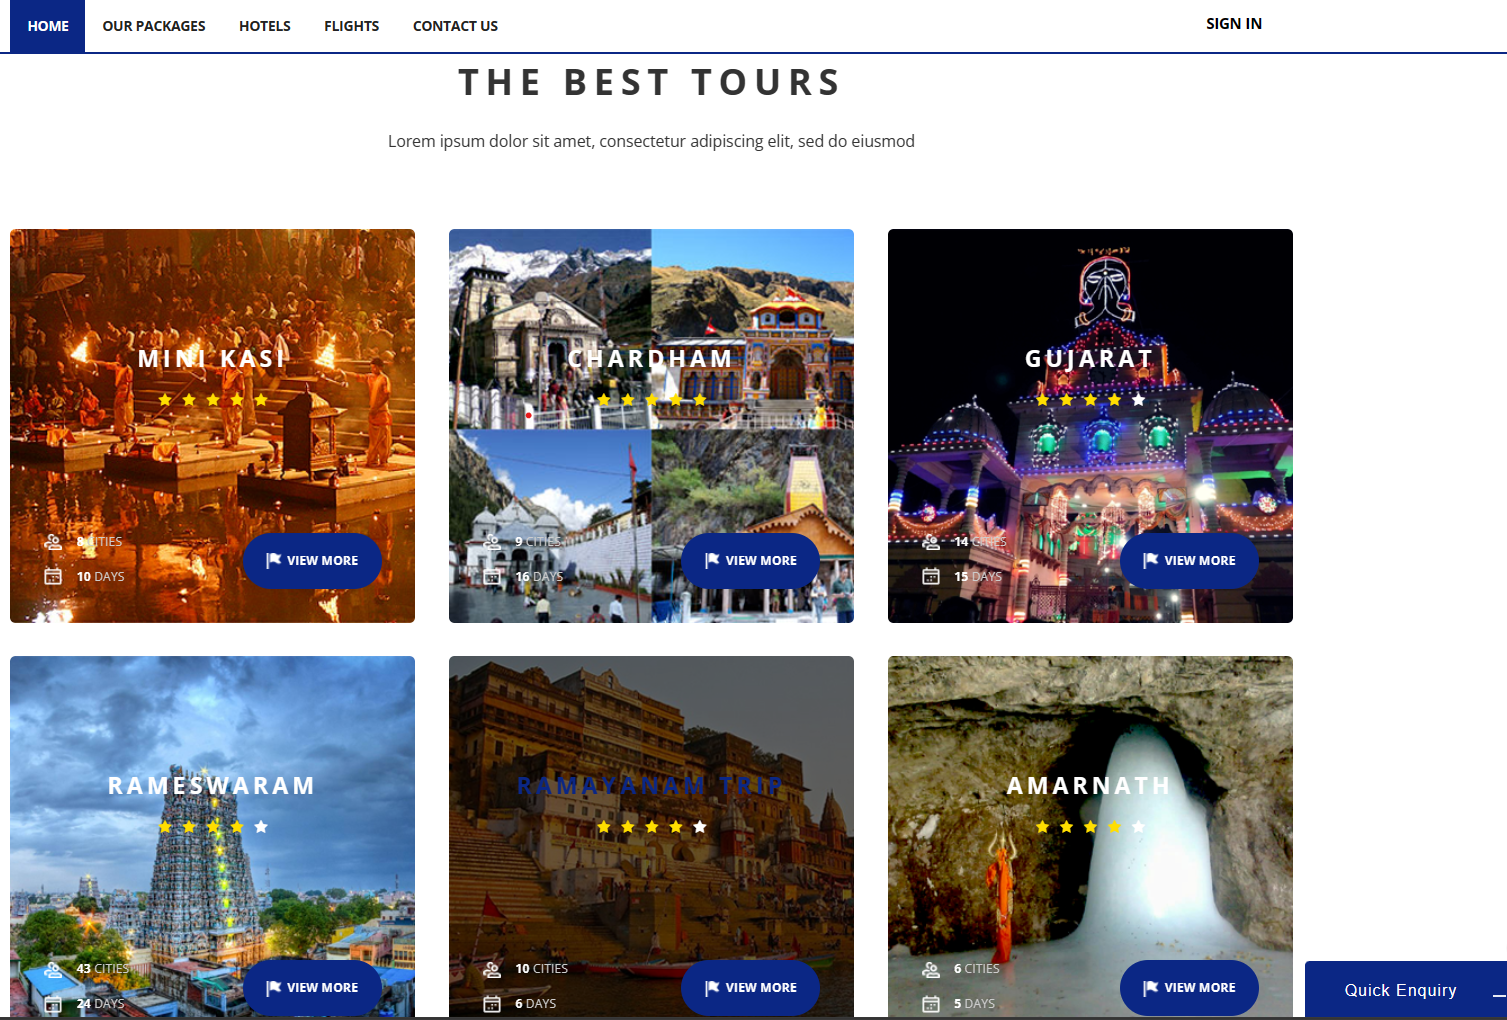 HOME OUR PACKAGES HOTELS FLIGHTS CONTACT US SIGN IN
THE BEST TOURS
Lorem ipsum dolor sit amet, consectetur adipiscing elit, sed do eiusmod
MINI KASI
8 CITIES
10 DAYS
VIEW MORE
CHARDHAM
9 CITIES
16 DAYS
VIEW MORE
GUJARAT
14 CITIES
15 DAYS
VIEW MORE
RAMESWARAM
43 CITIES
24 DAYS
VIEW MORE
RAMAYANAM TRIP
10 CITIES
6 DAYS
VIEW MORE
AMARNATH
6 CITIES
5 DAYS
VIEW MORE
Quick Enquiry